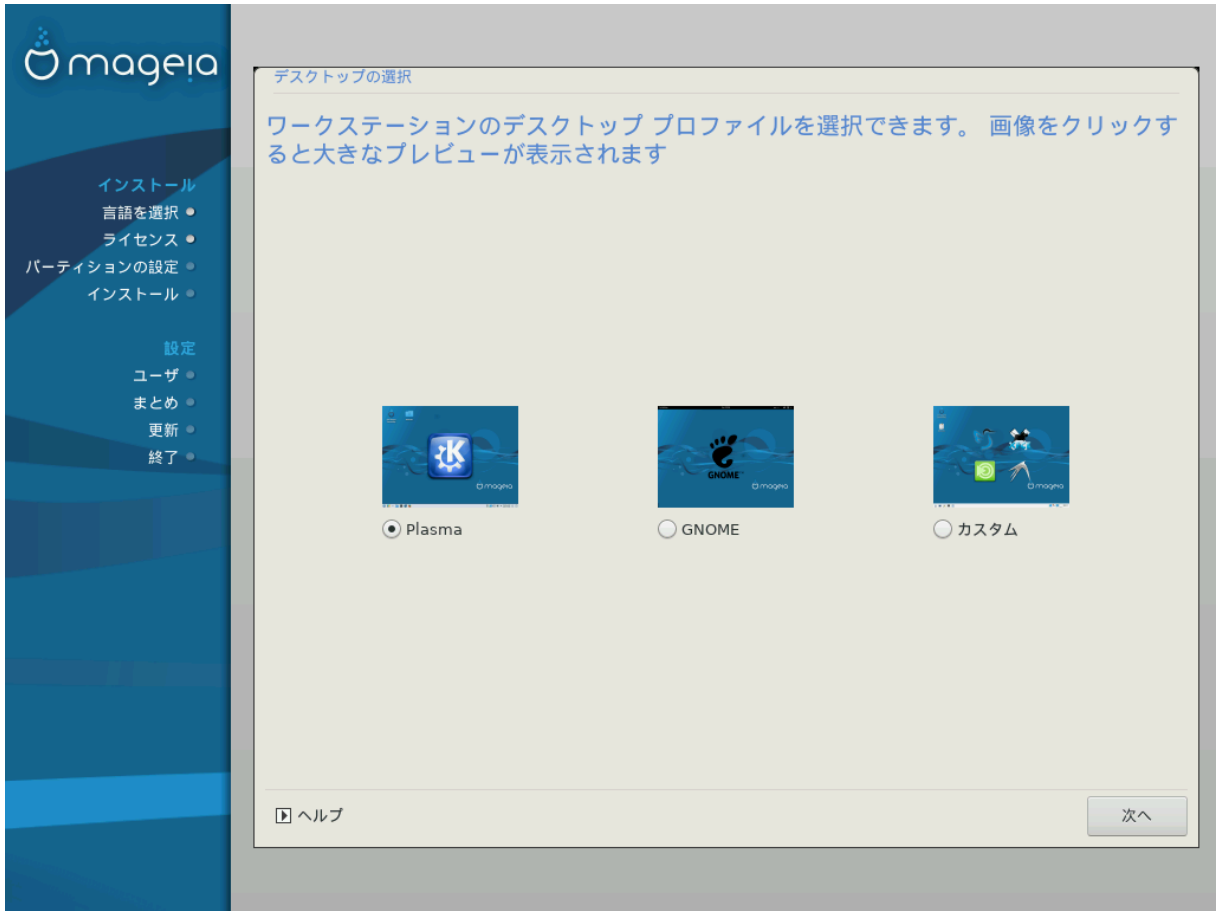 mageia
インストール
言語を選択
ライセンス
パーティションの設定
インストール
設定
ユーザ
まとめ
更新
終了
デスクトップの選択
ワークステーションのデスクトップ プロファイルを選択できます。 画像をクリックす
ると大きなプレビューが表示されます
K
mageia
GNOME
mageia
mageia
Plasma
GNOME
カスタム
ヘルプ
次へ